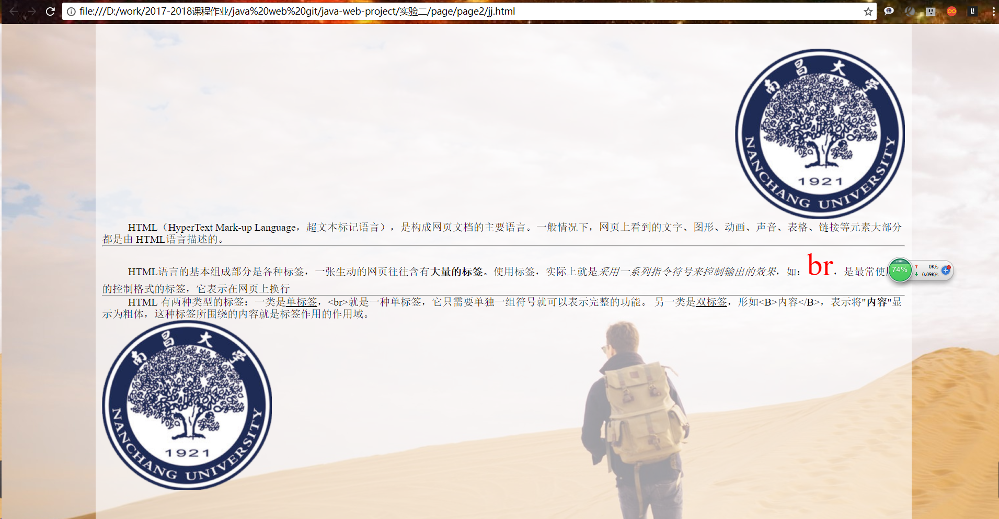 file:///D:/work/2017-2018课程作业/java%20web%20git/java-web-project/实验二/page/page2/jj.html
南昌大学
NANCHANG UNIVERSITY
1921
HTML（HyperText Mark-up Language，超文本标记语言），是构成网页文档的主要语言。一般情况下，网页上看到的文字、图形、动画、声音、表格、链接等元素大部分
都是由 HTML语言描述的。
HTML语言的基本组成部分是各种标签，一张生动的网页往往含有大量的标签。使用标签，实际上就是采用一系列指令符号来控制输出的效果，如：br，是最常使
的控制格式的标签，它表示在网页上换行
74%
0K/s
0.09K/s
HTML 有两种类型的标签：一类是单标签，<br>就是一种单标签，它只需要单独一组符号就可以表示完整的功能。 另一类是双标签，形如<B>内容</B>，表示将"内容"显
示为粗体，这种标签所围绕的内容就是标签作用的作用域。
南昌大学
NANCHANG UNIVERSITY
1921